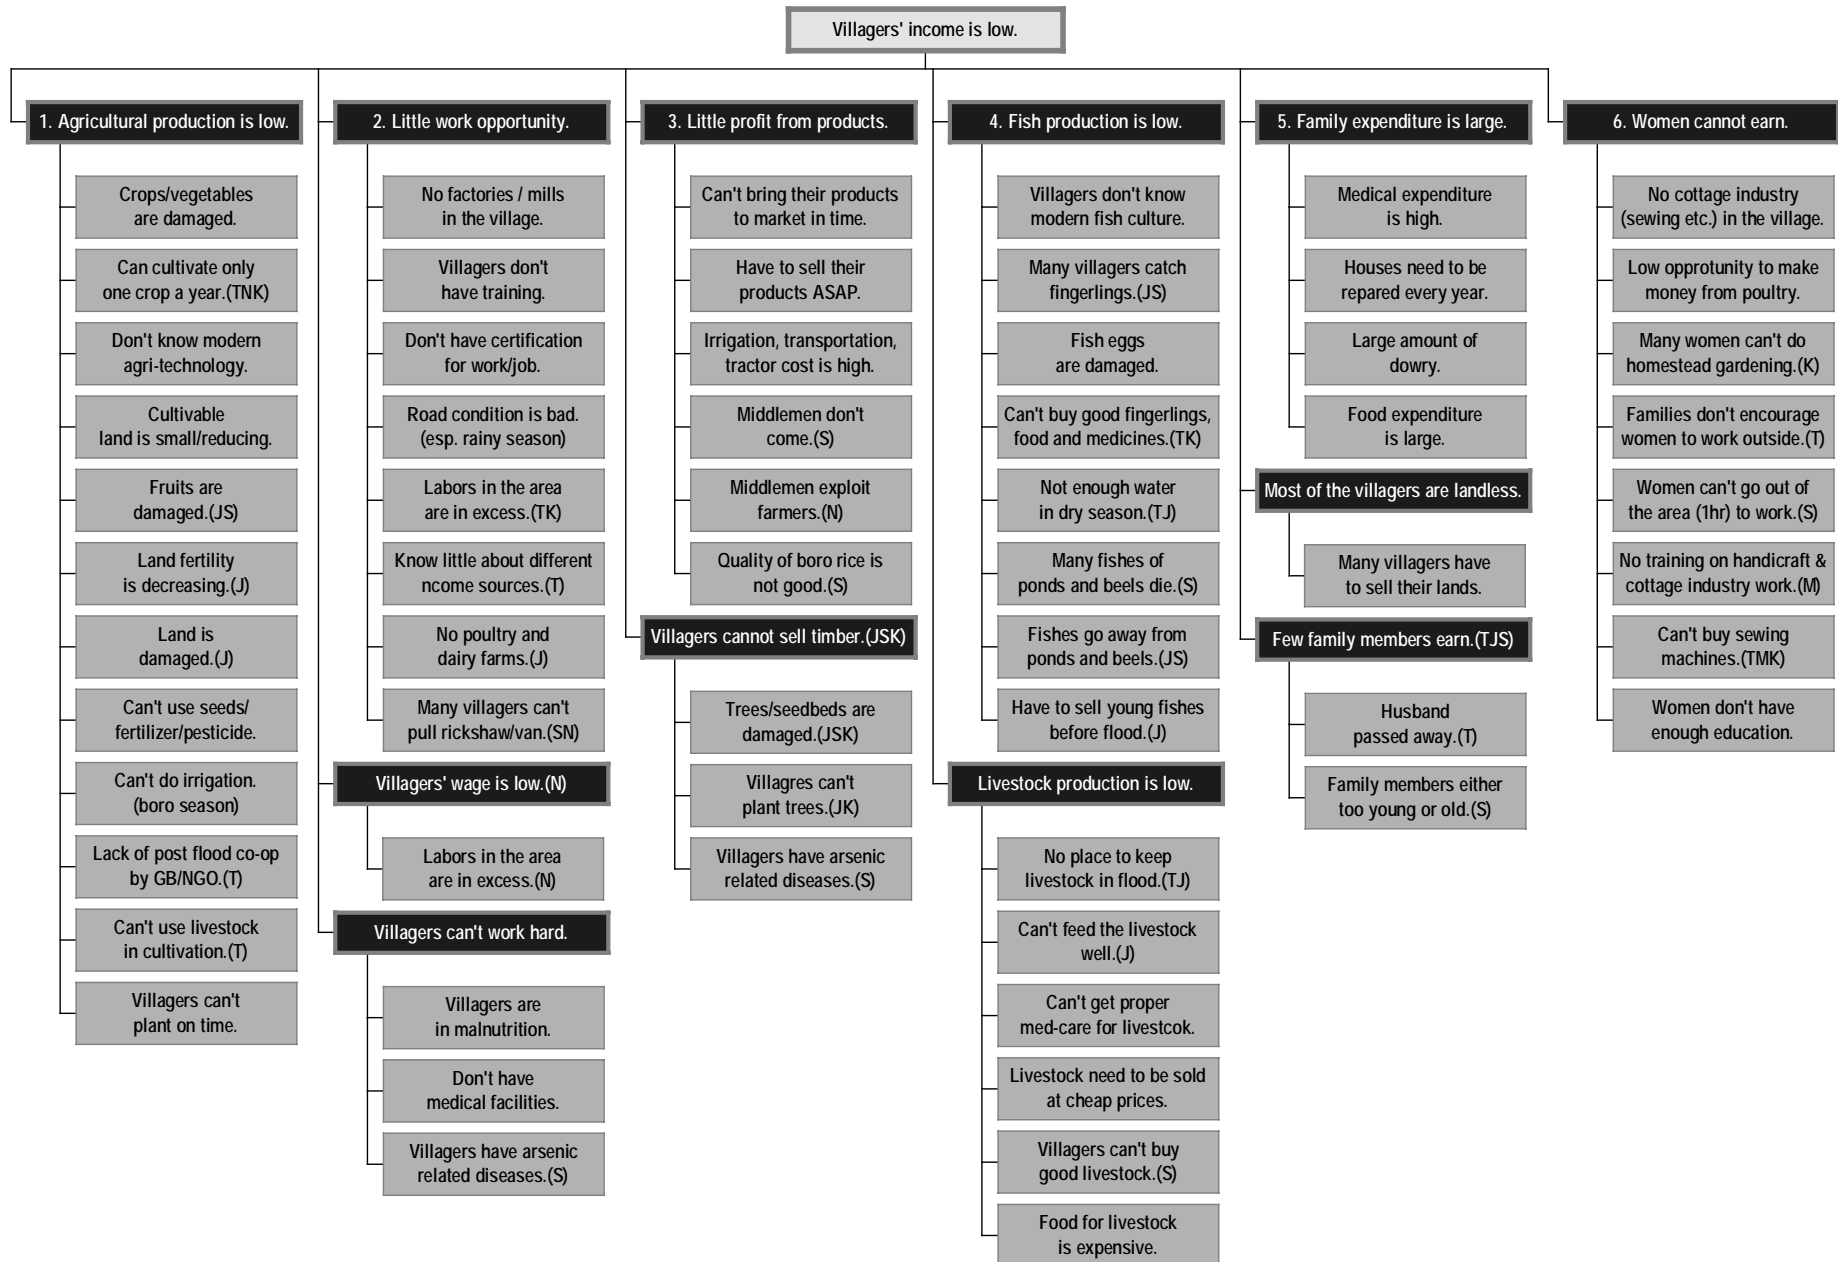 Villagers' income is low.
1. Agricultural production is low.
Crops/vegetables
are damaged.
Can cultivate only
one crop a year.(TNK)
Don't know modern
agri-technology.
Cultivable
land is small/reducing.
Fruits are
damaged.(JS)
Land fertility
is decreasing.(J)
Land is
damaged.(J)
Can't use seeds/
fertilizer/pesticide.
Can't do irrigation.
(boro season)
Lack of post flood co-op
by GB/NGO.(T)
Can't use livestock
in cultivation.(T)
Villagers can't
plant on time.
2. Little work opportunity.
No factories / mills
in the village.
Villagers don't
have training.
Don't have certification
for work/job.
Road condition is bad.
(esp. rainy season)
Labors in the area
are in excess.(TK)
Know little about different
ncome sources.(T)
No poultry and
dairy farms.(J)
Many villagers can't
pull rickshaw/van.(SN)
Villagers' wage is low.(N)
Labors in the area
are in excess.(N)
Villagers can't work hard.
Villagers are
in malnutrition.
Don't have
medical facilities.
Villagers have arsenic
related diseases.(S)
3. Little profit from products.
Can't bring their products
to market in time.
Have to sell their
products ASAP.
Irrigation, transportation,
tractor cost is high.
Middlemen don't
come.(S)
Middlemen exploit
farmers.(N)
Quality of boro rice is
not good.(S)
Villagers cannot sell timber.(JSK)
Trees/seedbeds are
damaged.(JSK)
Villagres can't
plant trees.(JK)
Villagers have arsenic
related diseases.(S)
4. Fish production is low.
Villagers don't know
modern fish culture.
Many villagers catch
fingerlings.(JS)
Fish eggs
are damaged.
Can't buy good fingerlings,
food and medicines.(TK)
Not enough water
in dry season.(TJ)
Many fishes of
ponds and beels die.(S)
Fishes go away from
ponds and beels.(JS)
Have to sell young fishes
before flood.(J)
Livestock production is low.
No place to keep
livestock in flood.(TJ)
Can't feed the livestock
well.(J)
Can't get proper
med-care for livestcok.
Livestock need to be sold
at cheap prices.
Villagers can't buy
good livestock.(S)
Food for livestock
is expensive.
5. Family expenditure is large.
Medical expenditure
is high.
Houses need to be
repared every year.
Large amount of
dowry.
Food expenditure
is large.
Most of the villagers are landless.
Many villagers have
to sell their lands.
Few family members earn.(TJS)
Husband
passed away.(T)
Family members either
too young or old.(S)
6. Women cannot earn.
No cottage industry
(sewing etc.) in the village.
Low opprotunity to make
money from poultry.
Many women can't do
homestead gardening.(K)
Families don't encourage
women to work outside.(T)
Women can't go out of
the area (1hr) to work.(S)
No training on handicraft &
cottage industry work.(M)
Can't buy sewing
machines.(TMK)
Women don't have
enough education.